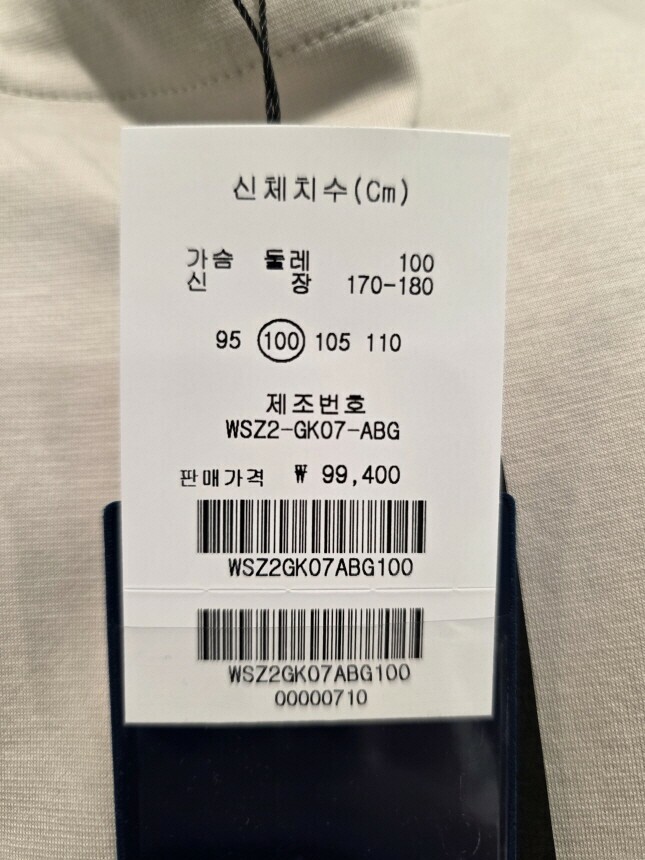 신체치수(Cm)
가슴 둘레 100
신 장 170-180
95 100 105 110
제조번호
WSZ2-GK07-ABG
판매가격 ₩ 99,400
WSZ2GK07ABG100
WSZ2GK07ABG100
00000710